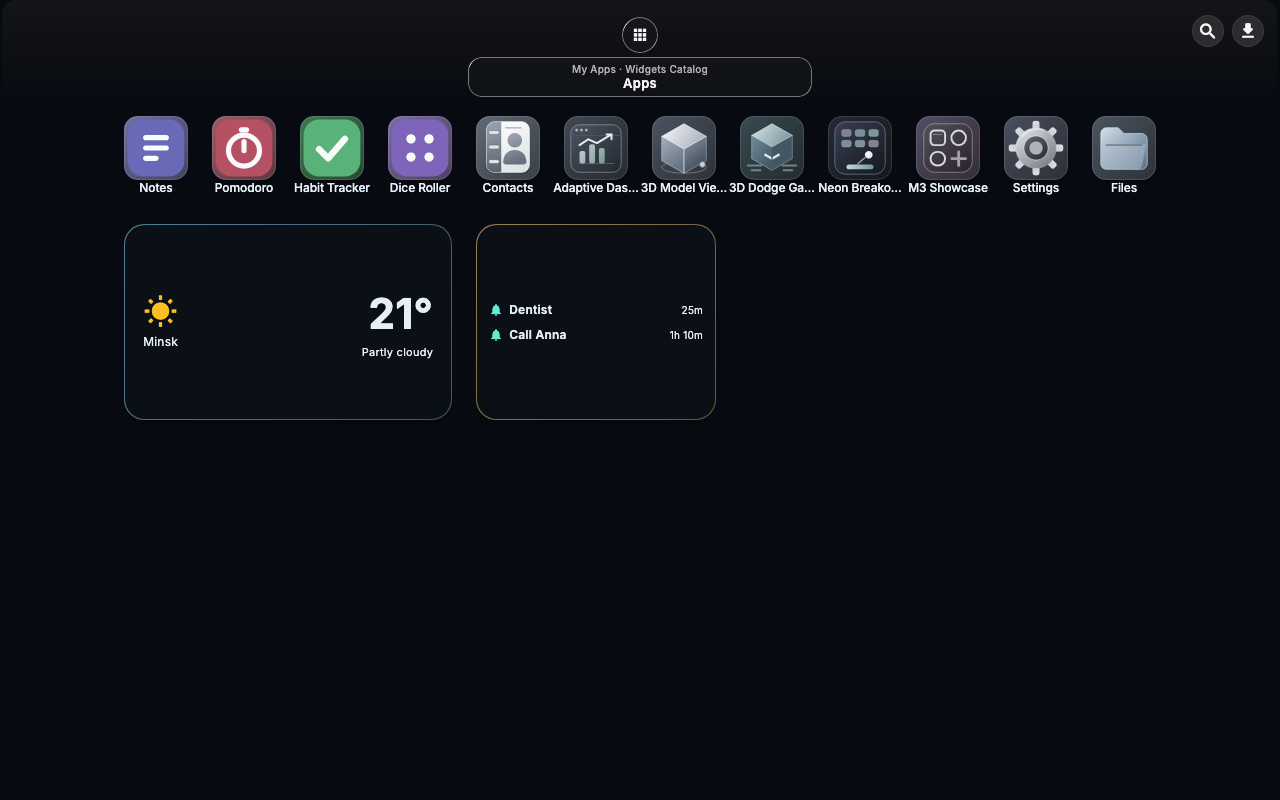 My Apps · Widgets Catalog
Apps
Notes
Pomodoro
Habit Tracker
Dice Roller
Contacts
Adaptive Das...
3D Model Vie...
3D Dodge Ga...
Neon Breako...
M3 Showcase
Settings
Files
Minsk
21°
Partly cloudy
Dentist 25m
Call Anna 1h 10m